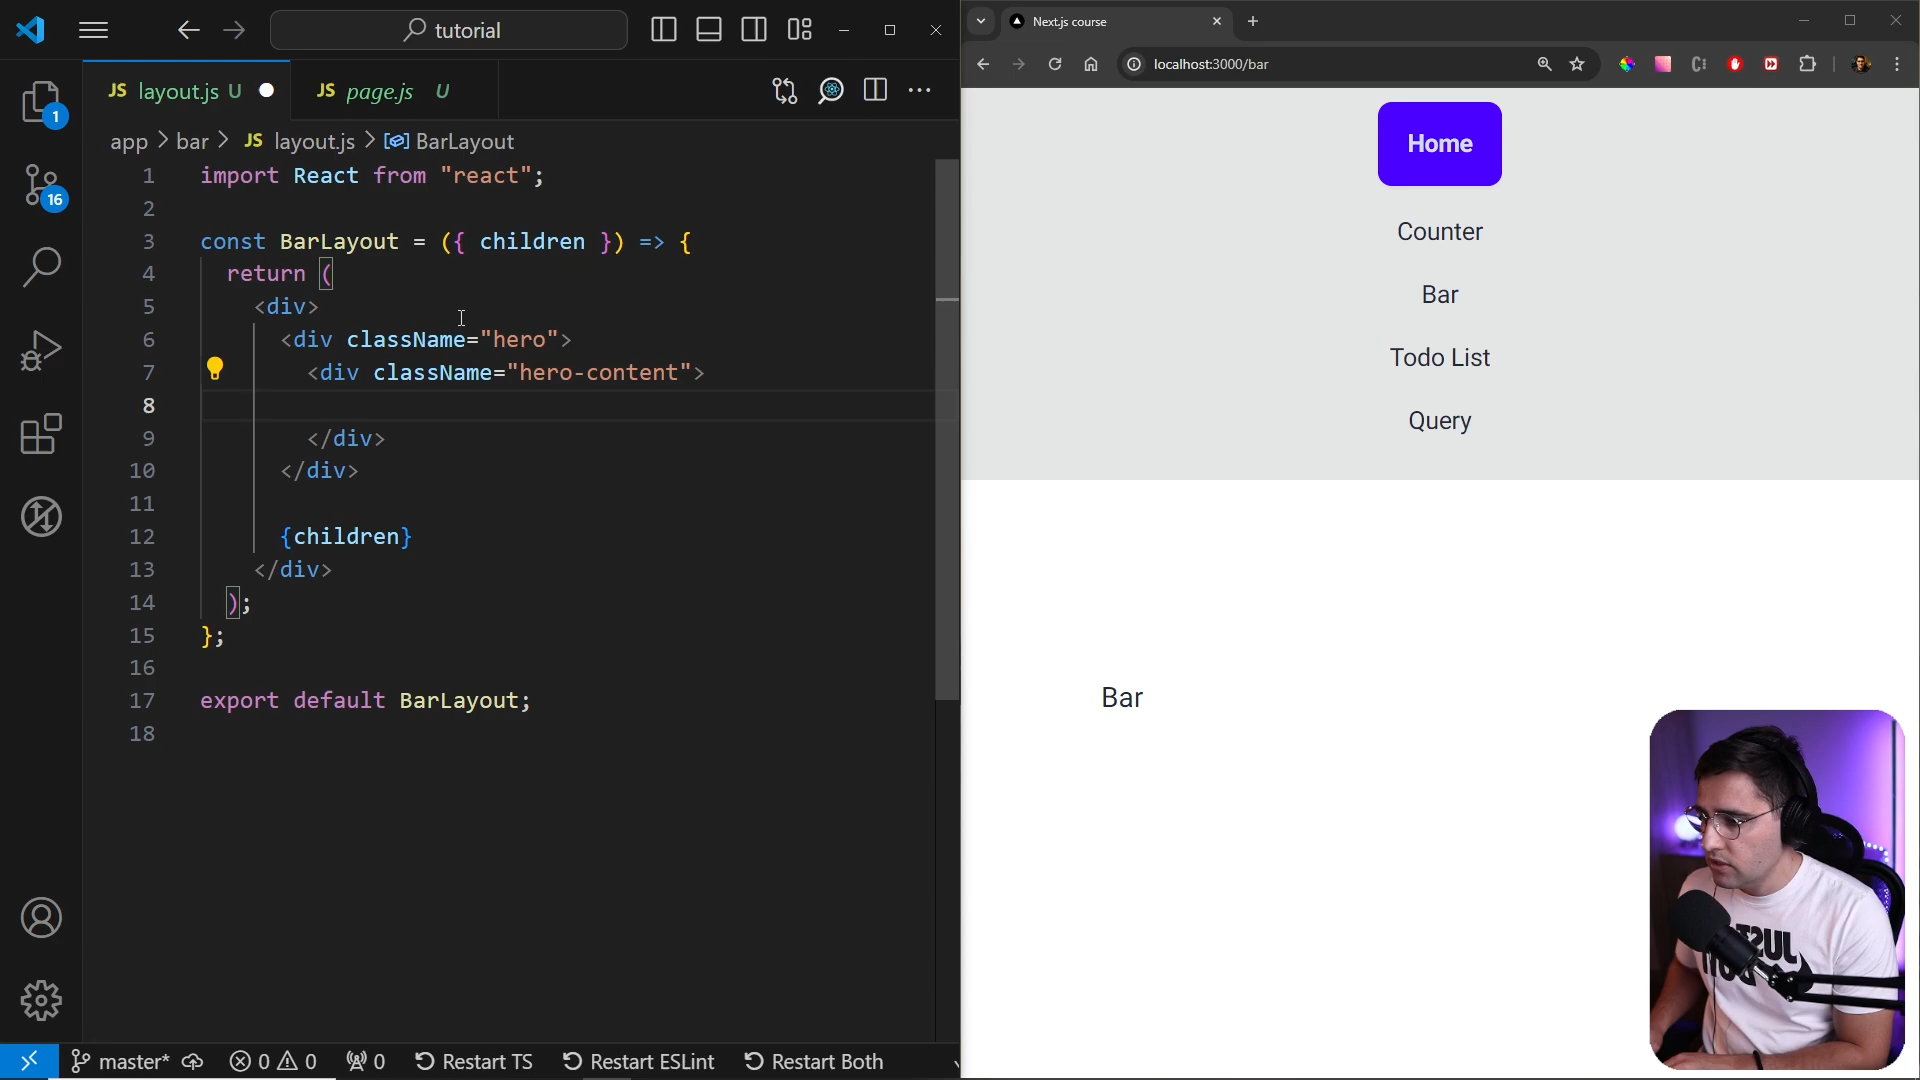 tutorial
JS layout.js U
JS page.js U
app > bar > JS layout.js > BarLayout
1 import React from "react";
2
3 const BarLayout = ({ children }) => {
4 return (
5 <div>
6 <div className="hero">
7 <div className="hero-content">
8
9 </div>
10 </div>
11
12 {children}
13 </div>
14 );
15 };
16
17 export default BarLayout;
18
1
16
master* 0 0 0 Restart TS Restart ESLint Restart Both
Next.js course
localhost:3000/bar
Home
Counter
Bar
Todo List
Query
Bar